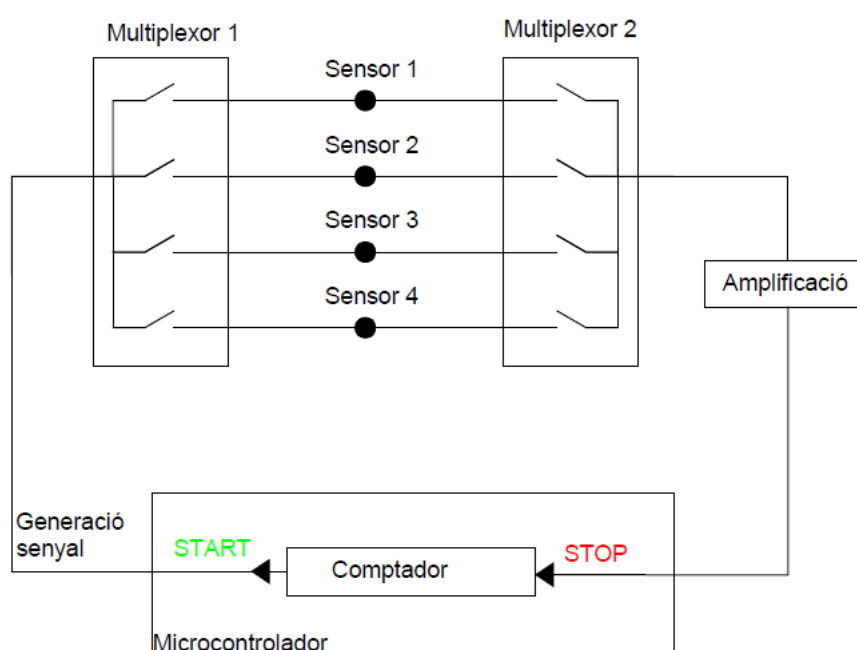 Multiplexor 1
Multiplexor 2
Sensor 1
Sensor 2
Sensor 3
Sensor 4
Amplificació
Generació
senyal
START
Comptador
STOP
Microcontrolador